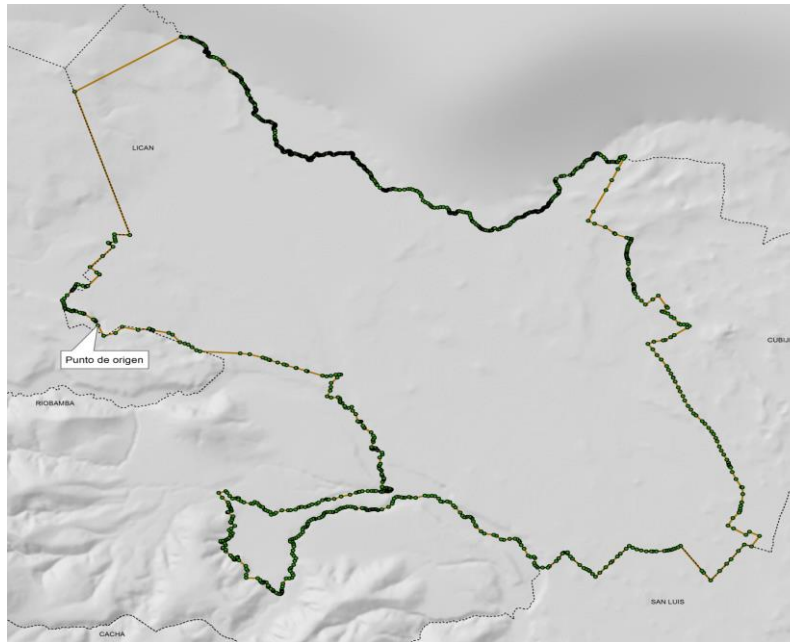 LICAN
Punto de origen
CUBIJ
RIOBAMBA
SAN LUIS
CACHA